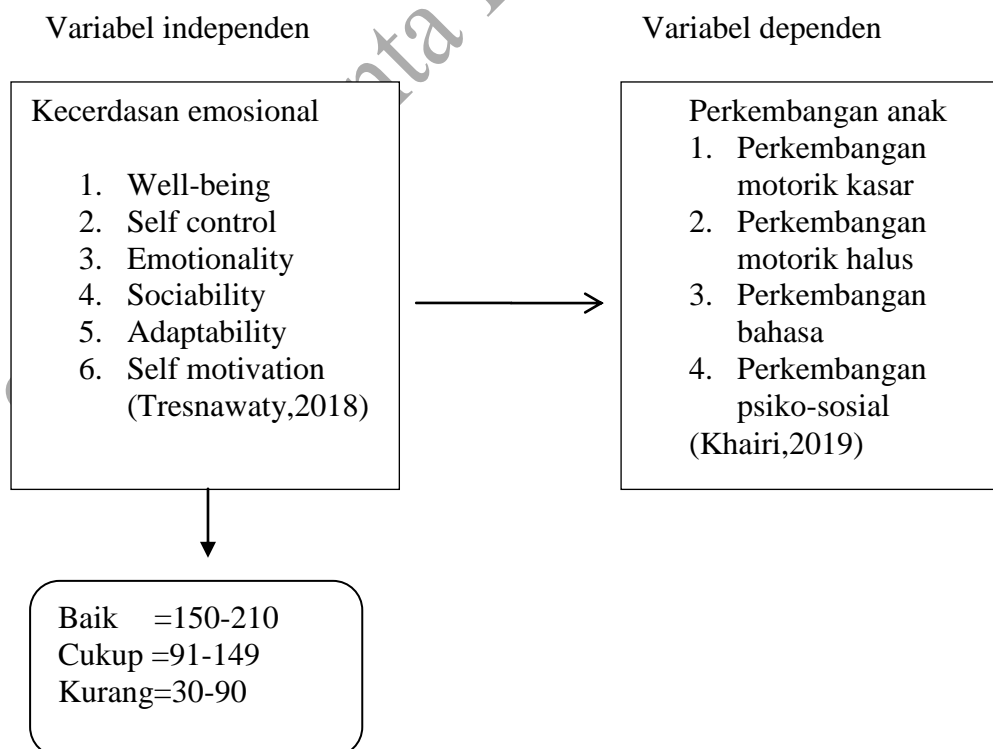 Variabel independen
Variabel dependen
Kecerdasan emosional
1. Well-being
2. Self control
3. Emotionality
4. Sociability
5. Adaptability
6. Self motivation
(Tresnawaty,2018)
Perkembangan anak
1. Perkembangan
motorik kasar
2. Perkembangan
motorik halus
3. Perkembangan
bahasa
4. Perkembangan
psiko-sosial
(Khairi,2019)
Baik =150-210
Cukup =91-149
Kurang=30-90